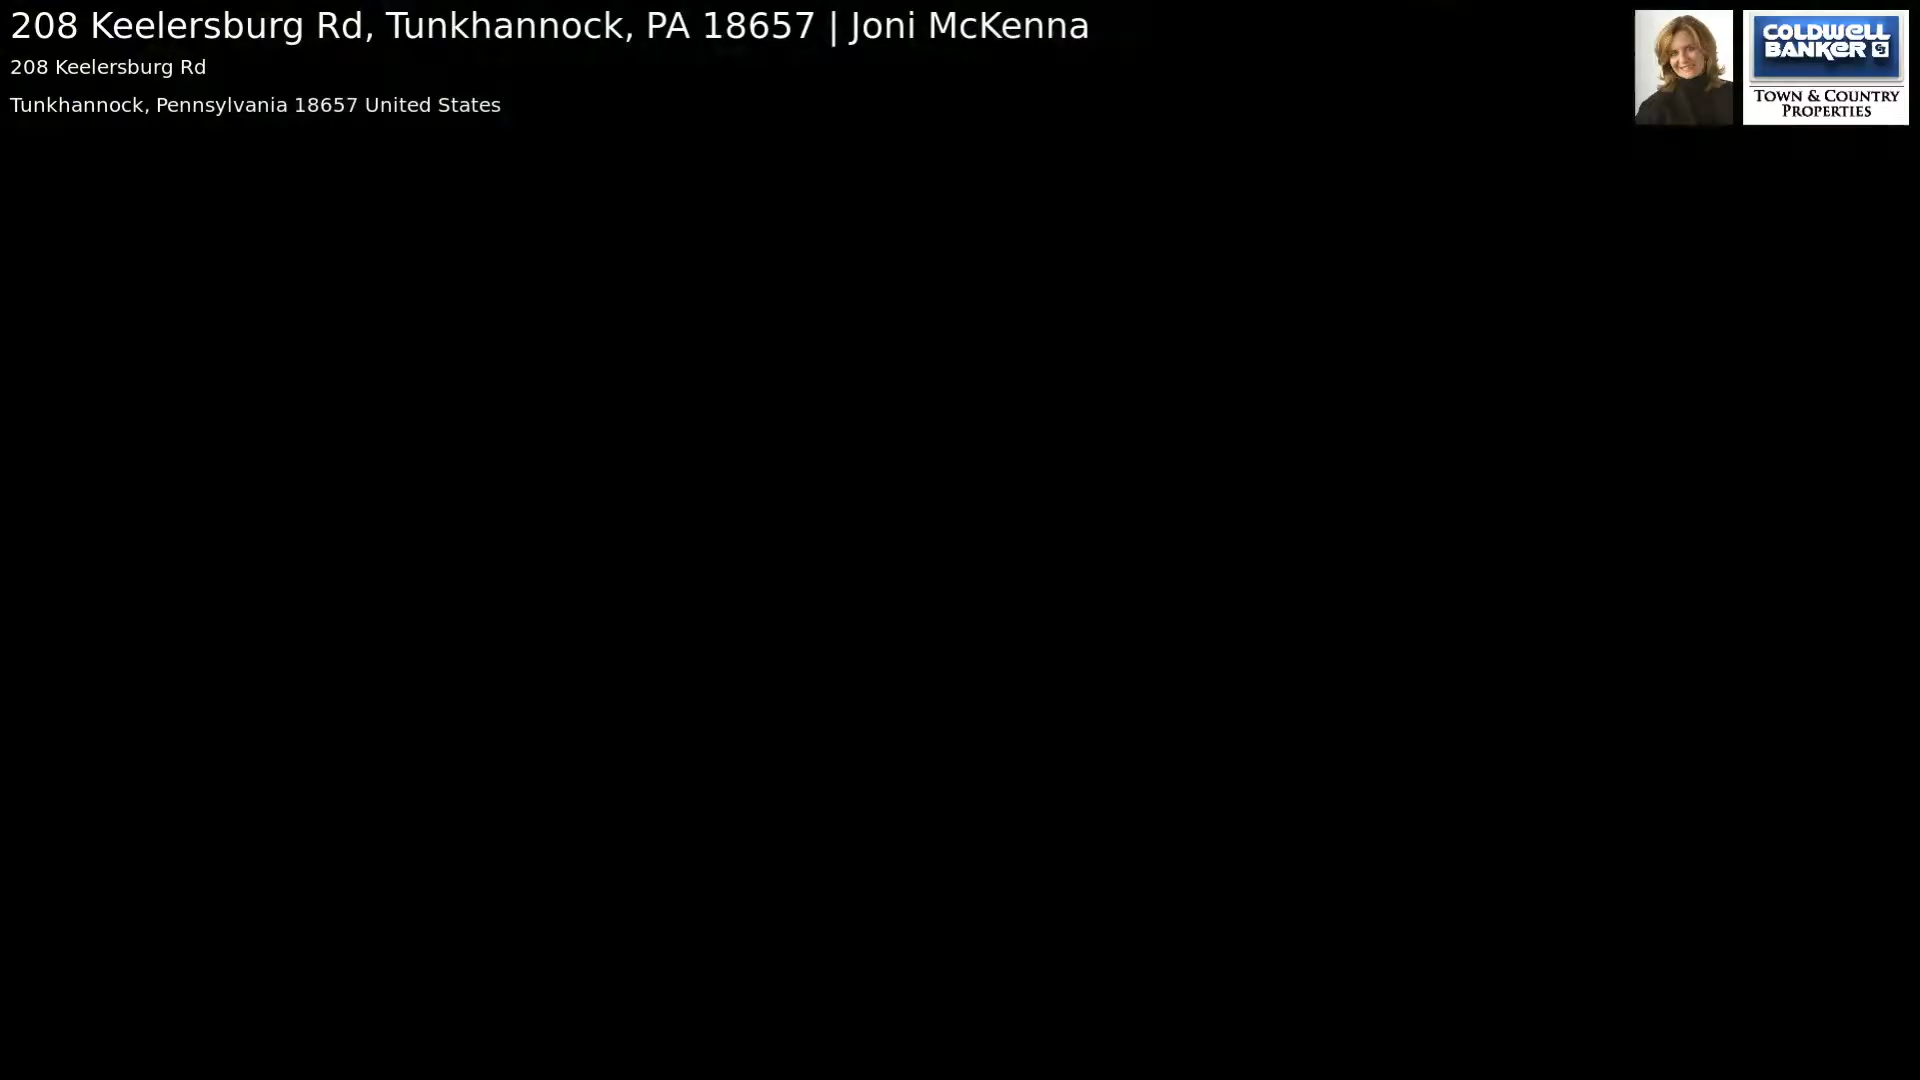 208 Keelersburg Rd, Tunkhannock, PA 18657 | Joni McKenna
208 Keelersburg Rd
Tunkhannock, Pennsylvania 18657 United States
COLDWELL
BANKER
TOWN & COUNTRY
PROPERTIES